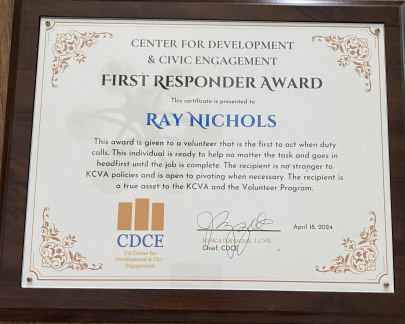 CENTER FOR DEVELOPMENT
& CIVIC ENGAGEMENT
FIRST RESPONDER AWARD
This certificate is presented to
RAY NICHOLS
This award is given to a volunteer that is the first to act when duty
calls. This individual is ready to help no matter the task and goes in
headfirst until the job is complete. The recipient is no stranger to
KCVA policies and is open to pivoting when necessary. The recipient is
a true asset to the KCVA and the Volunteer Program.
CDCE
VA Center for
Development & Civic
Engagement
April 18, 2024
Jessica LCSW
Chief, CDCE